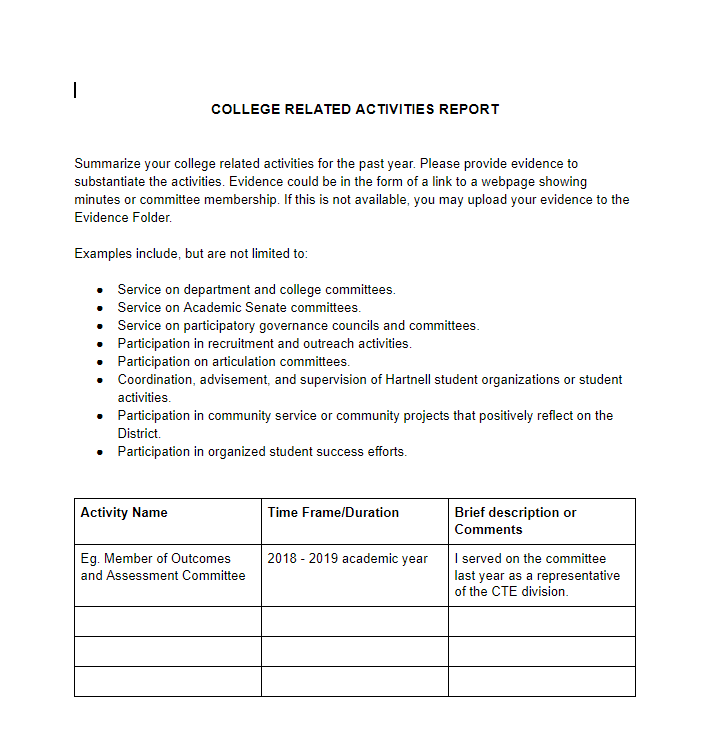 COLLEGE RELATED ACTIVITIES REPORT
Summarize your college related activities for the past year. Please provide evidence to
substantiate the activities. Evidence could be in the form of a link to a webpage showing
minutes or committee membership. If this is not available, you may upload your evidence to the
Evidence Folder.
Examples include, but are not limited to:
● Service on department and college committees.
● Service on Academic Senate committees.
● Service on participatory governance councils and committees.
● Participation in recruitment and outreach activities.
● Participation on articulation committees.
● Coordination, advisement, and supervision of Hartnell student organizations or student
activities.
● Participation in community service or community projects that positively reflect on the
District.
● Participation in organized student success efforts.
Activity Name
Time Frame/Duration
Brief description or
Comments
Eg. Member of Outcomes
and Assessment Committee
2018 - 2019 academic year
I served on the committee
last year as a representative
of the CTE division.